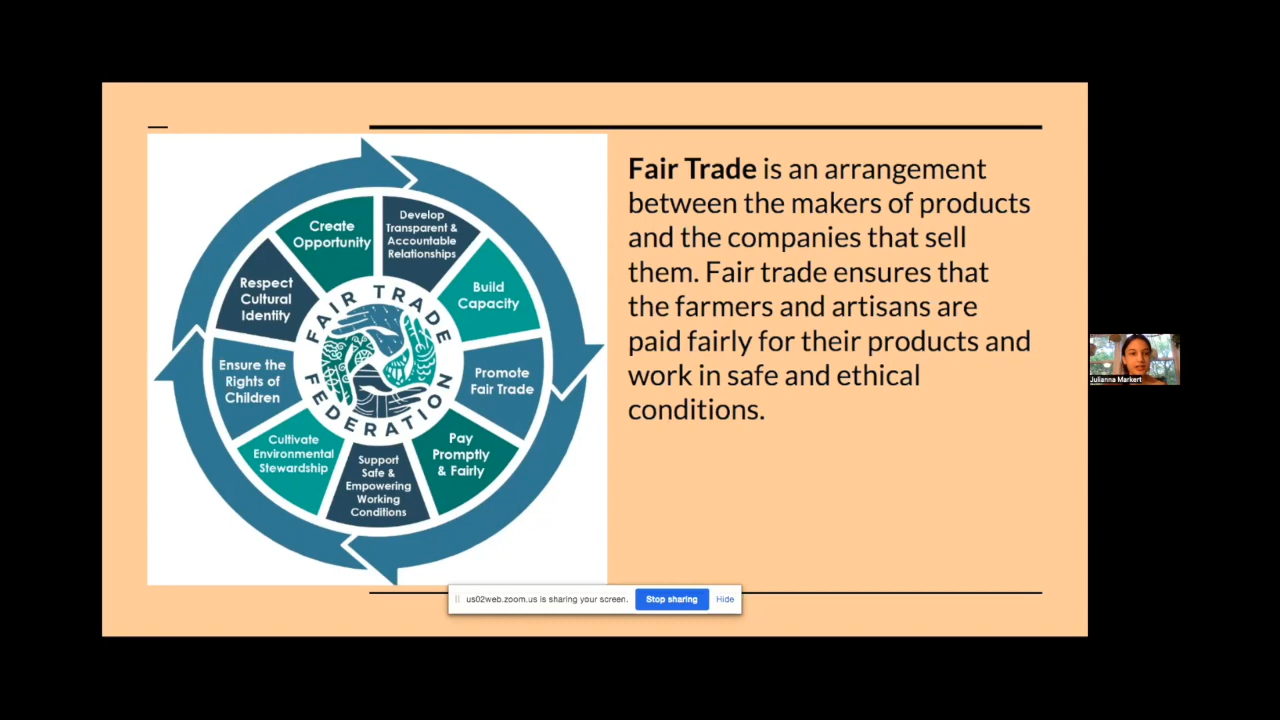 Create
Opportunity
Develop
Transparent &
Accountable
Relationships
Build
Capacity
Promote
Fair Trade
Pay
Promptly
& Fairly
Support
Safe &
Empowering
Working
Conditions
Cultivate
Environmental
Stewardship
Ensure the
Rights of
Children
Respect
Cultural
Identity
FAIR TRADE
FEDERATION
Fair Trade is an arrangement
between the makers of products
and the companies that sell
them. Fair trade ensures that
the farmers and artisans are
paid fairly for their products and
work in safe and ethical
conditions.
us02web.zoom.us is sharing your screen.
Stop sharing
Hide
Julianna Markert